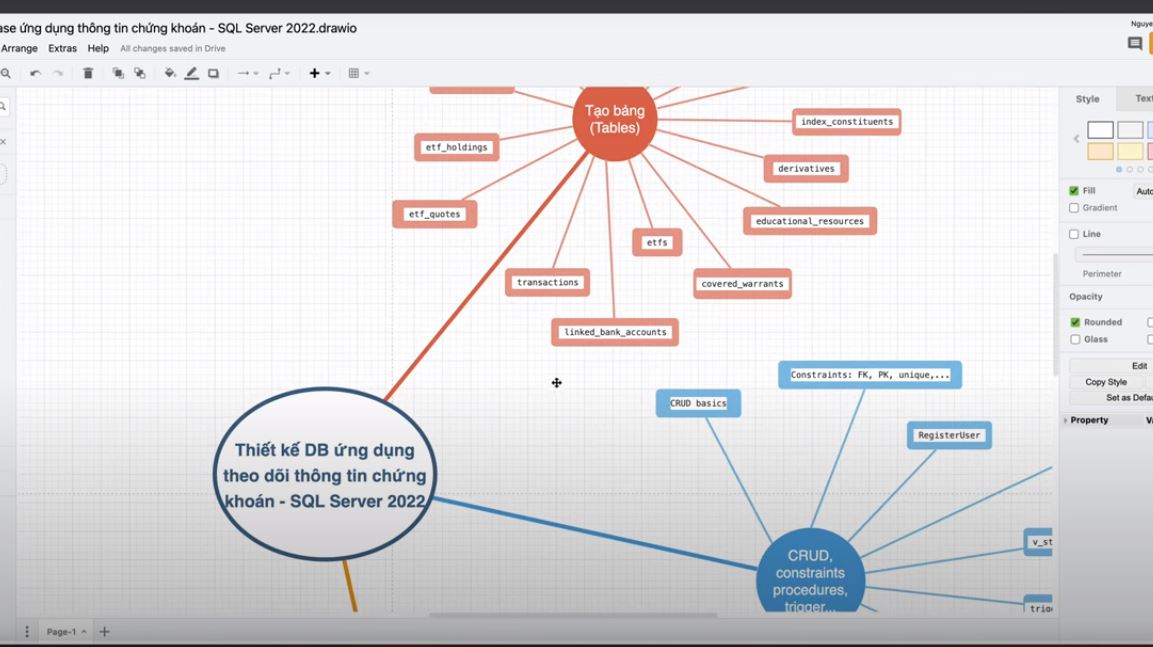 ase ứng dụng thông tin chứng khoán - SQL Server 2022.drawio
Nguye
Arrange Extras Help All changes saved in Drive
Tạo bảng
(Tables)
index_constituents
etf_holdings
derivatives
etf_quotes
educational_resources
etfs
transactions
covered_warrants
linked_bank_accounts
Constraints: FK, PK, unique,...
CRUD basics
RegisterUser
Thiết kế DB ứng dụng
theo dõi thông tin chứng
khoán - SQL Server 2022
v_st
CRUD,
constraints
procedures,
trigger...
trig
Style Text
Fill Auto
Gradient
Line
Perimeter
Opacity
Rounded
Glass
Edit
Copy Style
Set as Defau
Property Va
Page-1